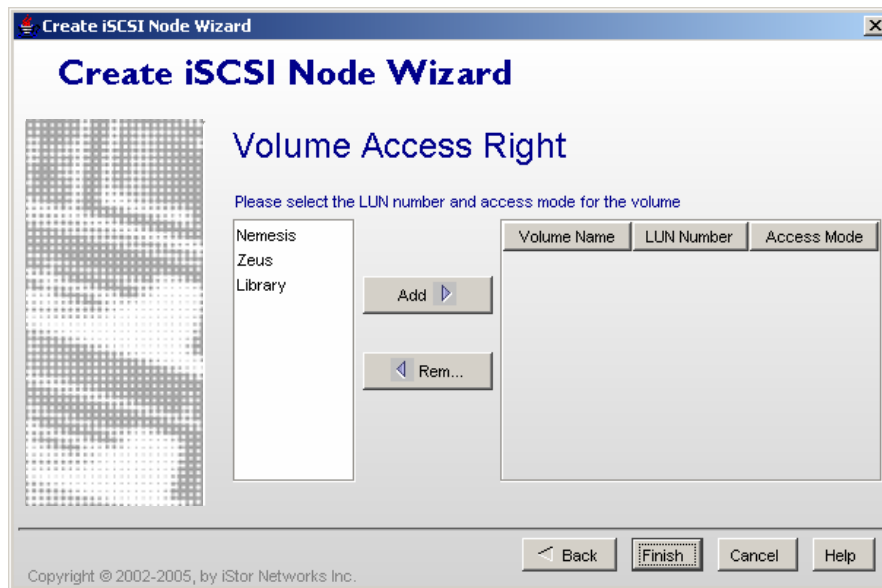 Create iSCSI Node Wizard
Create iSCSI Node Wizard
Volume Access Right
Please select the LUN number and access mode for the volume
Nemesis
Zeus
Library
Add
Rem...
Volume Name LUN Number Access Mode
Back Finish Cancel Help
Copyright © 2002-2005, by iStor Networks Inc.